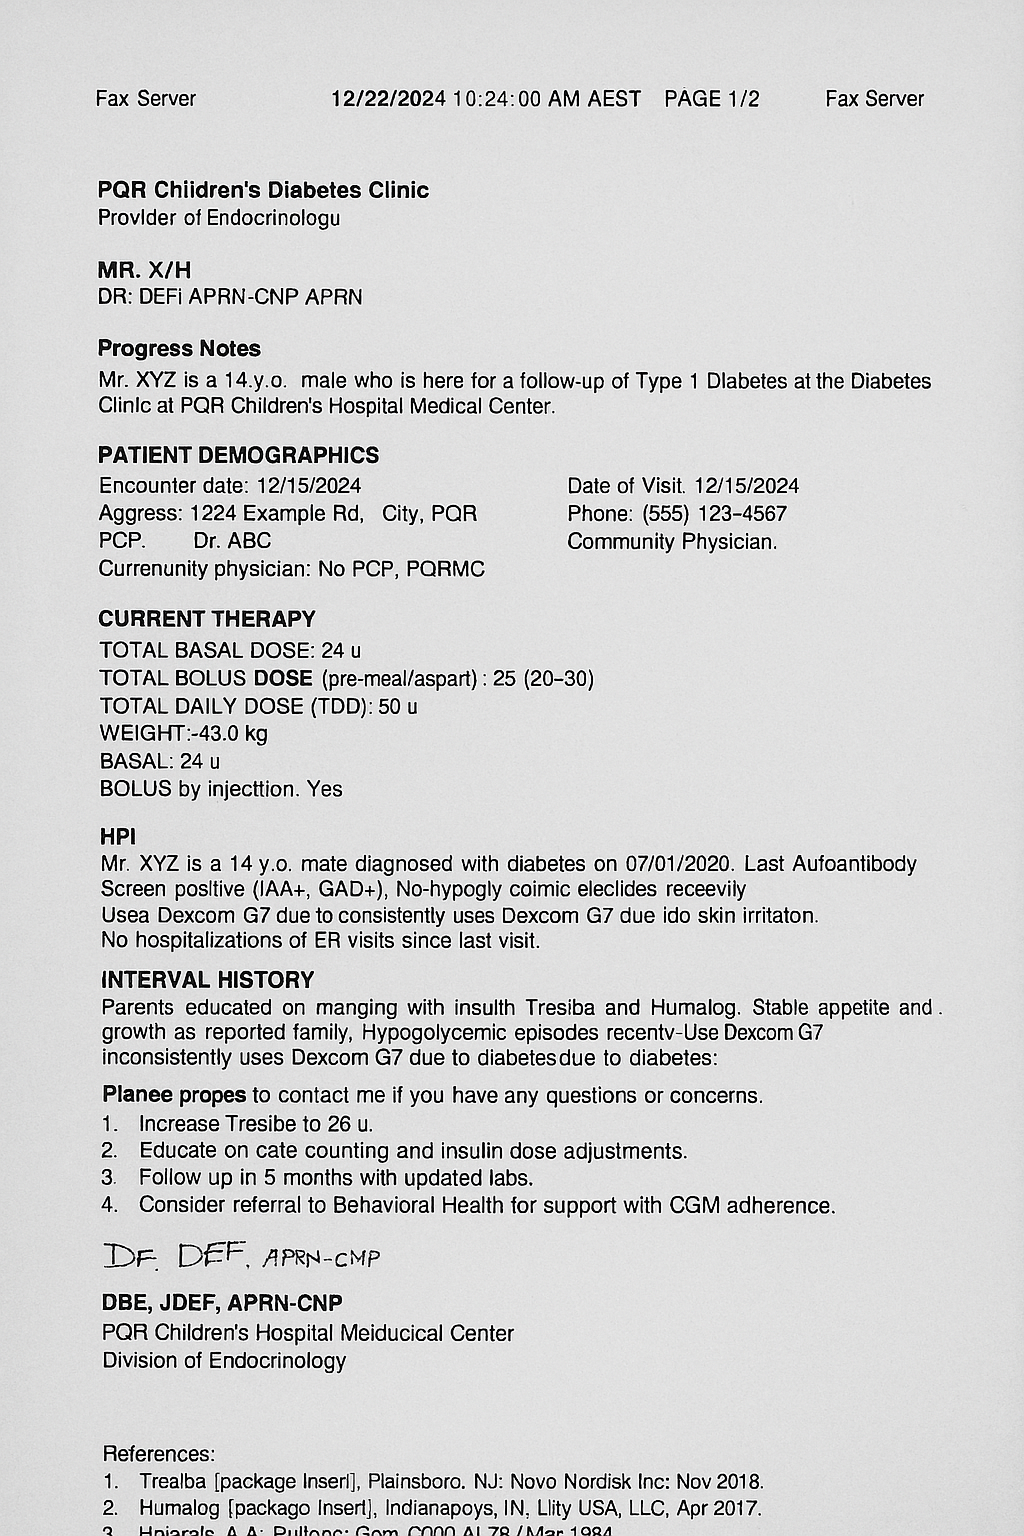 Fax Server 12/22/2024 10:24:00 AM AEST PAGE 1/2 Fax Server
PQR Chiidren's Diabetes Clinic
Provlder of Endocrinologu
MR. X/H
DR: DEFi APRN-CNP APRN
Progress Notes
Mr. XYZ is a 14.y.o. male who is here for a follow-up of Type 1 Dlabetes at the Diabetes
Clinlc at PQR Children's Hospital Medical Center.
PATIENT DEMOGRAPHICS
Encounter date: 12/15/2024 Date of Visit. 12/15/2024
Aggress: 1224 Example Rd, City, PQR Phone: (555) 123–4567
PCP. Dr. ABC Community Physician.
Currenunity physician: No PCP, PQRMC
CURRENT THERAPY
TOTAL BASAL DOSE: 24 u
TOTAL BOLUS DOSE (pre-meal/aspart) : 25 (20–30)
TOTAL DAILY DOSE (TDD): 50 u
WEIGHT:-43.0 kg
BASAL: 24 u
BOLUS by injecttion. Yes
HPI
Mr. XYZ is a 14 y.o. mate diagnosed with diabetes on 07/01/2020. Last Aufoantibody
Screen posltive (IAA+, GAD+), No-hypogly coimic eleclides receevily
Usea Dexcom G7 due to consistently uses Dexcom G7 due ido skin irritaton.
No hospitalizations of ER visits since last visit.
INTERVAL HISTORY
Parents educated on manging with insulth Tresiba and Humalog. Stable appetite and .
growth as reported family, Hypogolycemic episodes recentv-Use Dexcom G7
inconsistently uses Dexcom G7 due to diabetesdue to diabetes:
Planee propes to contact me if you have any questions or concerns.
1. Increase Tresibe to 26 u.
2. Educate on cate counting and insulin dose adjustments.
3. Follow up in 5 months with updated labs.
4. Consider referral to Behavioral Health for support with CGM adherence.
DF. DEF. APRN-CMP
DBE, JDEF, APRN-CNP
PQR Children's Hospital Meiducical Center
Division of Endocrinology
References:
1. Trealba [package Inserl], Plainsboro. NJ: Novo Nordisk Inc: Nov 2018.
2. Humalog [packago Insert], Indianapoys, IN, Llity USA, LLC, Apr 2017.
3. Mar 1984